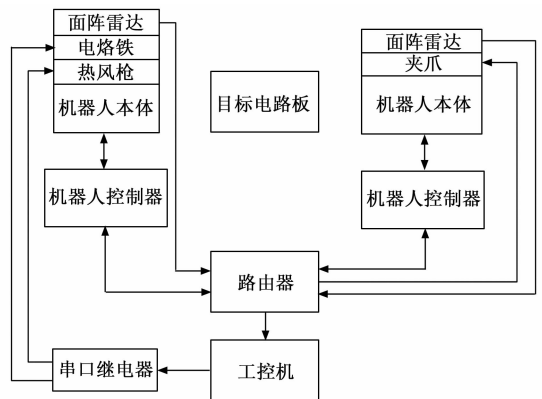 面阵雷达
电烙铁
热风枪
机器人本体
机器人控制器
目标电路板
面阵雷达
夹爪
机器人本体
机器人控制器
路由器
串口继电器
工控机